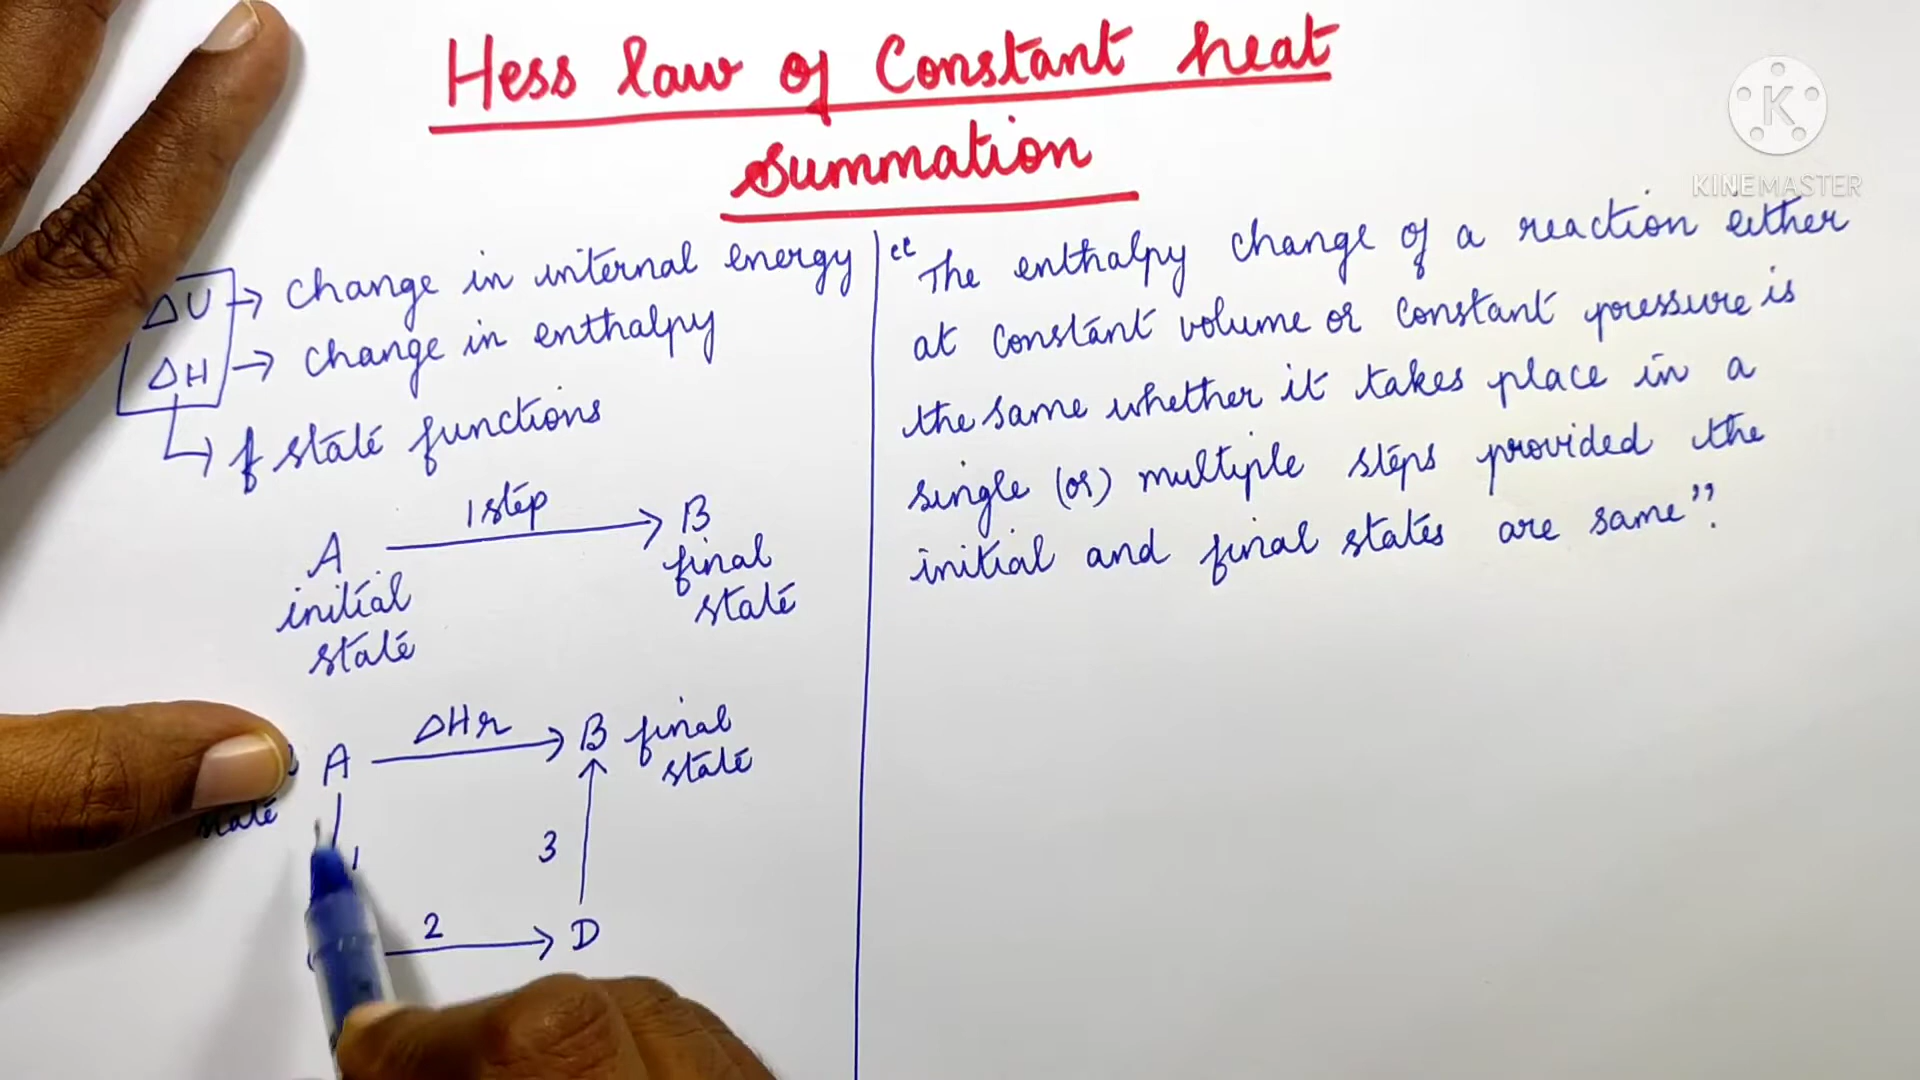 Hess law of Constant heat
Summation
ΔU → change in internal energy
ΔH → change in enthalpy
↳ f state functions
1 step
A → B
initial
state
final
state
"The enthalpy change of a reaction either
at constant volume or constant pressure is
the same whether it takes place in a
single (or) multiple steps provided the
initial and final states are same".
A ΔHr → B final
state
state
1
3
2
→ D
K
KINEMASTER